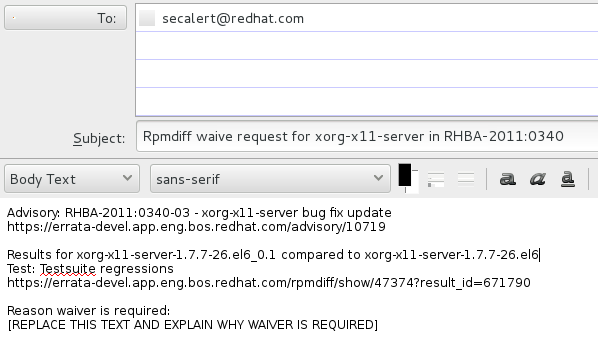 To: secalert@redhat.com
Subject: Rpmdiff waive request for xorg-x11-server in RHBA-2011:0340
Body Text sans-serif a a a
Advisory: RHBA-2011:0340-03 - xorg-x11-server bug fix update
https://errata-devel.app.eng.bos.redhat.com/advisory/10719
Results for xorg-x11-server-1.7.7-26.el6_0.1 compared to xorg-x11-server-1.7.7-26.el6
Test: Testsuite regressions
https://errata-devel.app.eng.bos.redhat.com/rpmdiff/show/47374?result_id=671790
Reason waiver is required:
[REPLACE THIS TEXT AND EXPLAIN WHY WAIVER IS REQUIRED]